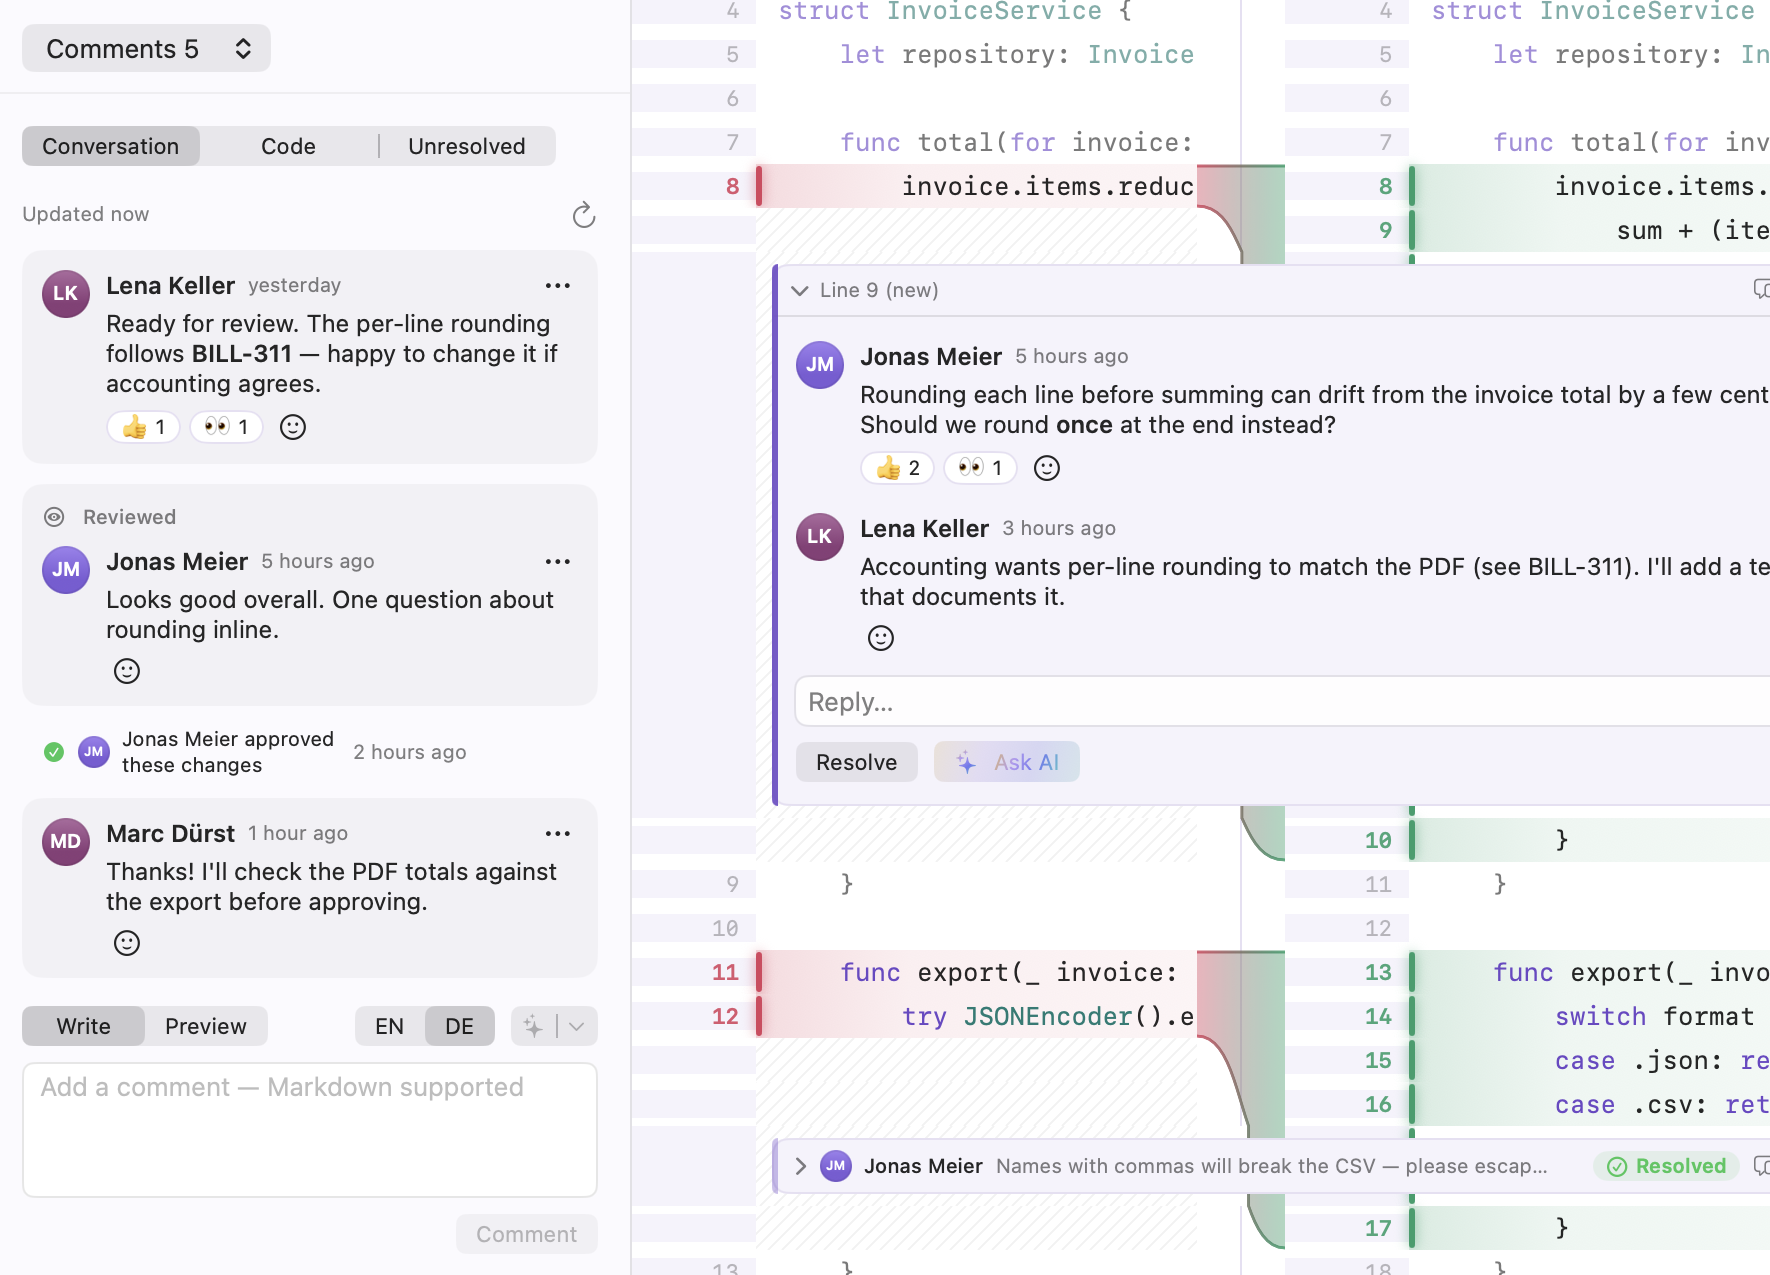 Comments 5
Conversation
Code
Unresolved
Updated now
LK
Lena Keller yesterday
Ready for review. The per-line rounding
follows BILL-311 — happy to change it if
accounting agrees.
👍 1 👀 1
Reviewed
JM
Jonas Meier 5 hours ago
Looks good overall. One question about
rounding inline.
JM
Jonas Meier approved
these changes
2 hours ago
MD
Marc Dürst 1 hour ago
Thanks! I'll check the PDF totals against
the export before approving.
Write Preview EN DE
Add a comment — Markdown supported
Comment
4 struct InvoiceService {
5 let repository: Invoice
6
7 func total(for invoice:
8 invoice.items.reduc
4 struct InvoiceService
5 let repository: In
6
7 func total(for inv
8 invoice.items.
9 sum + (ite
Line 9 (new)
JM
Jonas Meier 5 hours ago
Rounding each line before summing can drift from the invoice total by a few cent
Should we round once at the end instead?
👍 2 👀 1
LK
Lena Keller 3 hours ago
Accounting wants per-line rounding to match the PDF (see BILL-311). I'll add a te
that documents it.
Reply...
Resolve
Ask AI
9 }
10
11 func export(_ invoice:
12 try JSONEncoder().e
10 }
11 }
12
13 func export(_ invo
14 switch format
15 case .json: re
16 case .csv: ret
JM Jonas Meier Names with commas will break the CSV — please escap... Resolved
13 }
17 }
18 }